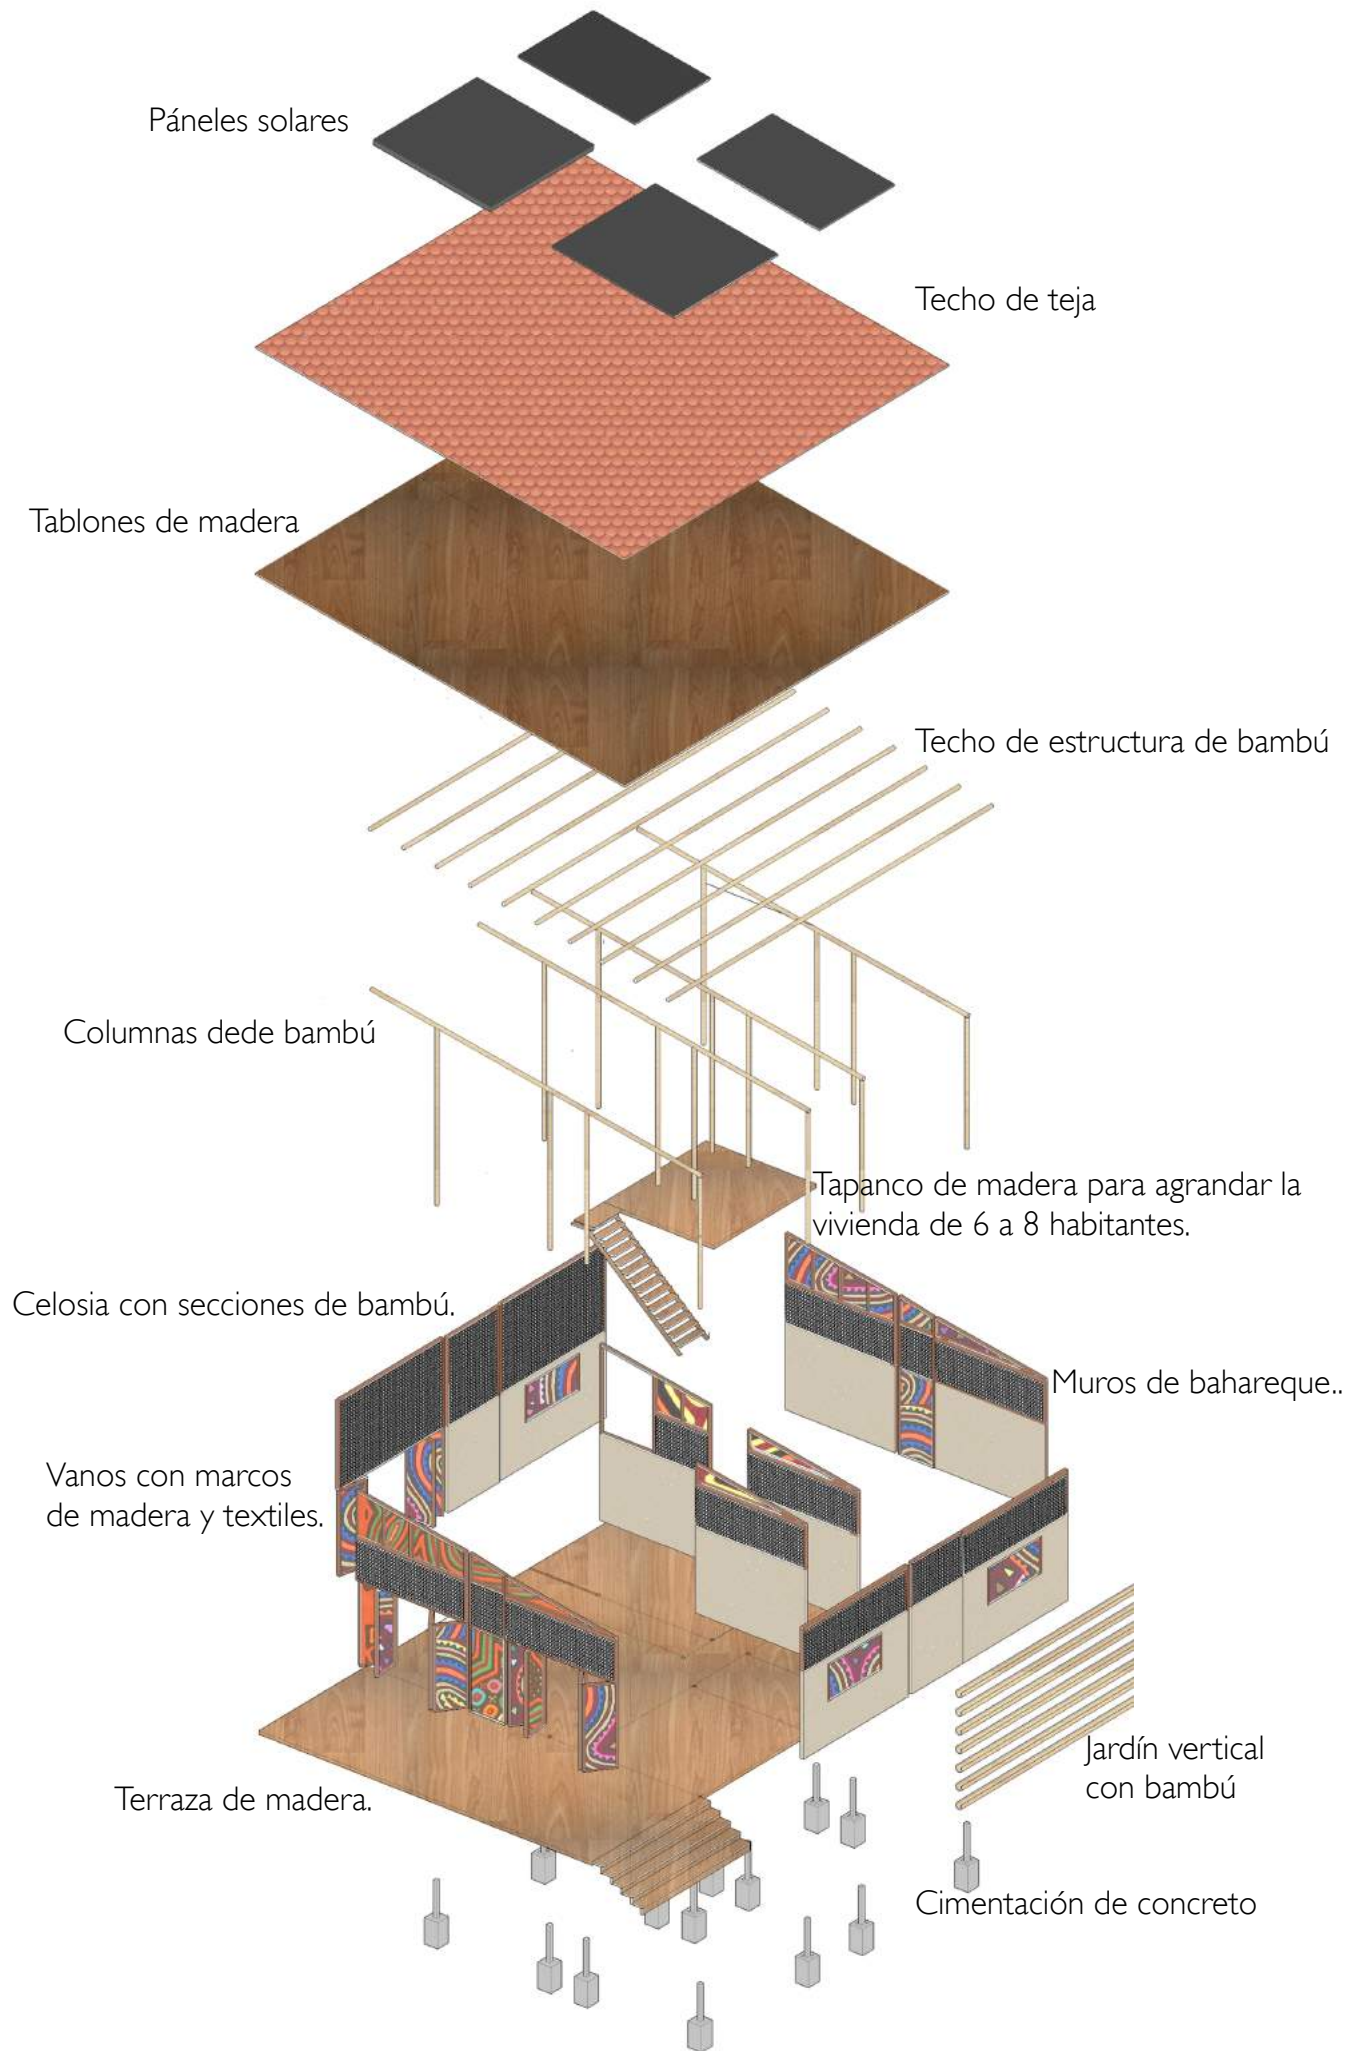 Páneles solares
Techo de teja
Tablones de madera
Techo de estructura de bambú
Columnas dede bambú
Tapanco de madera para agrandar la
vivienda de 6 a 8 habitantes.
Celosia con secciones de bambú.
Muros de bahareque..
Vanos con marcos
de madera y textiles.
Jardín vertical
con bambú
Terraza de madera.
Cimentación de concreto